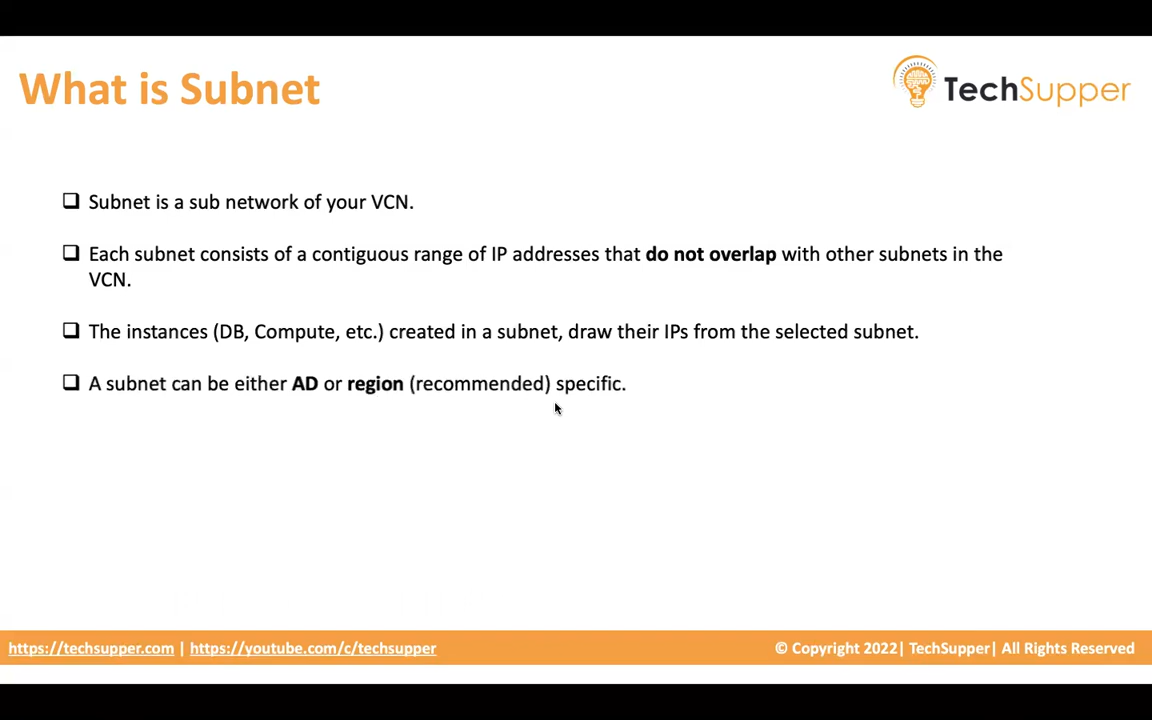 What is Subnet
TechSupper
Subnet is a sub network of your VCN.
Each subnet consists of a contiguous range of IP addresses that do not overlap with other subnets in the
VCN.
The instances (DB, Compute, etc.) created in a subnet, draw their IPs from the selected subnet.
A subnet can be either AD or region (recommended) specific.
https://techsupper.com | https://youtube.com/c/techsupper
© Copyright 2022| TechSupper| All Rights Reserved